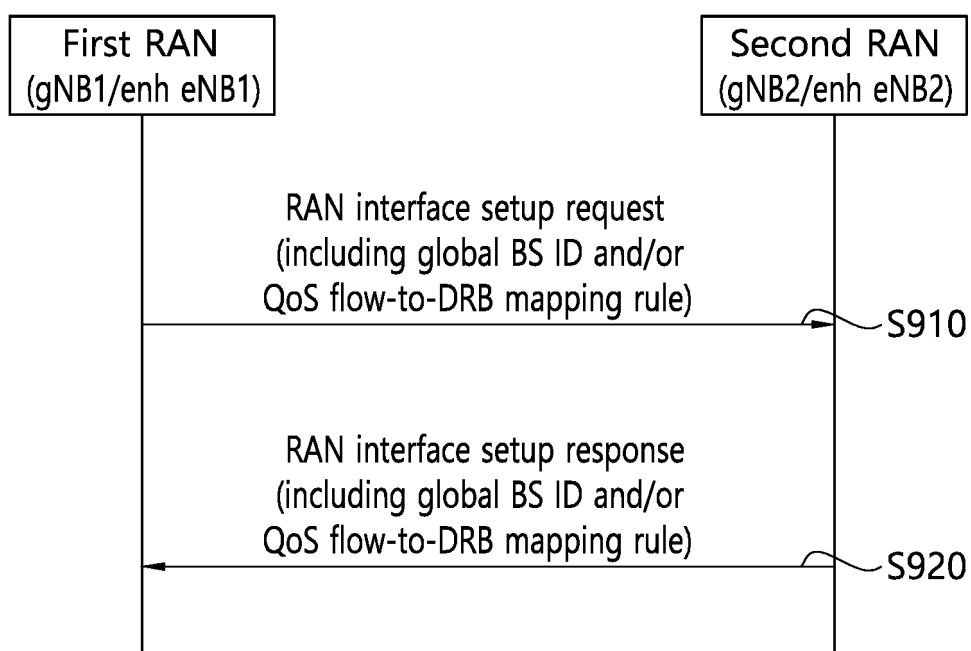 First RAN
(gNB1/enh eNB1)
Second RAN
(gNB2/enh eNB2)
RAN interface setup request
(including global BS ID and/or
QoS flow-to-DRB mapping rule)
S910
RAN interface setup response
(including global BS ID and/or
QoS flow-to-DRB mapping rule)
S920